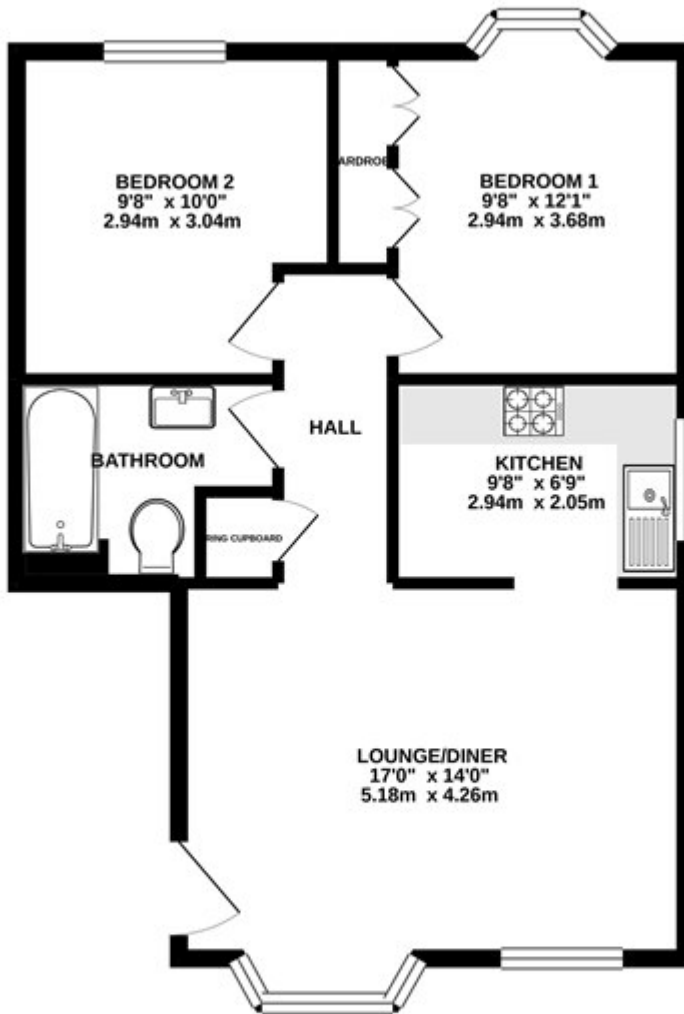 BEDROOM 2
9'8" x 10'0"
2.94m x 3.04m
ARDROBE
BEDROOM 1
9'8" x 12'1"
2.94m x 3.68m
HALL
BATHROOM
KITCHEN
9'8" x 6'9"
2.94m x 2.05m
RING CUPBOARD
LOUNGE/DINER
17'0" x 14'0"
5.18m x 4.26m